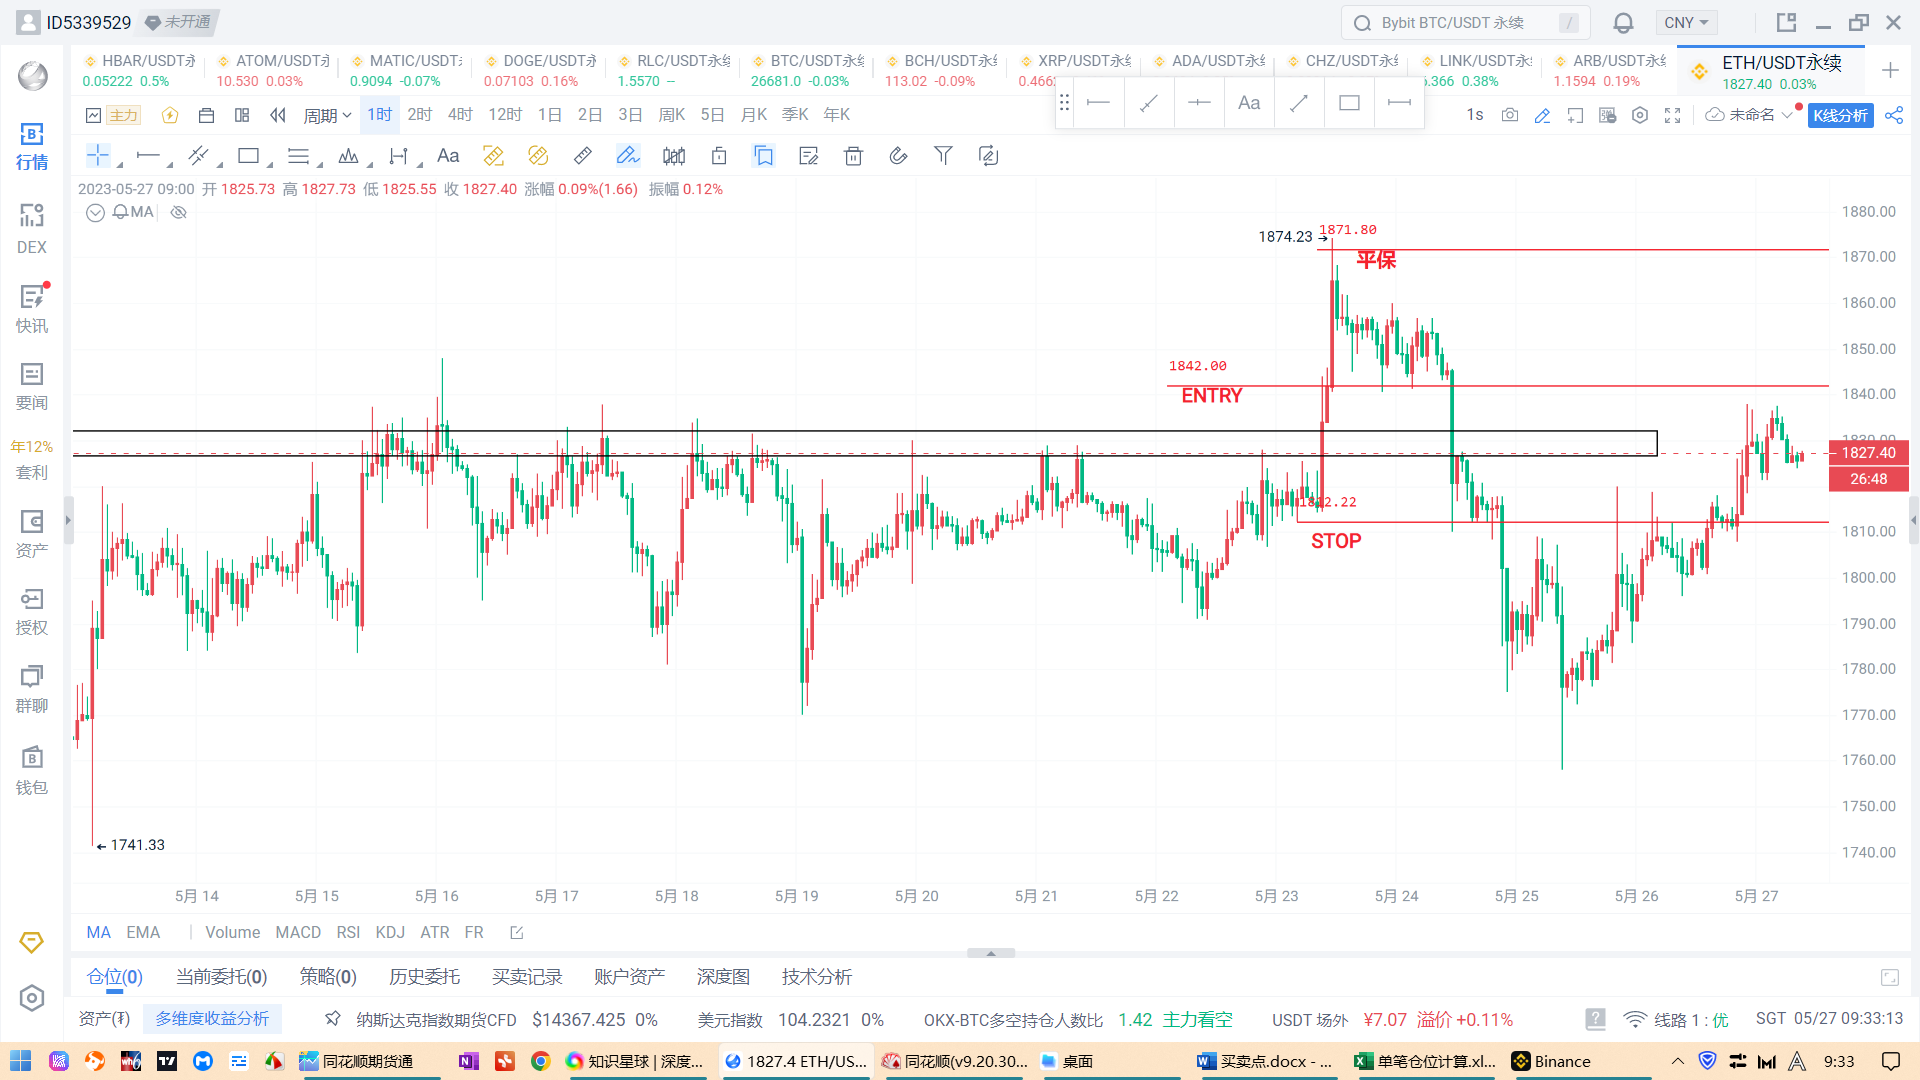 ID5339529 未开通
Bybit BTC/USDT 永续 /
CNY
HBAR/USDT永 ATOM/USDT永 MATIC/USDT永 DOGE/USDT永 RLC/USDT永续 BTC/USDT永续 BCH/USDT永续 XRP/USDT永续 ADA/USDT永续 CHZ/USDT永续 LINK/USDT永续 ARB/USDT永续 ETH/USDT永续
0.05222 0.5% 10.530 0.03% 0.9094 -0.07% 0.07103 0.16% 1.5570 -- 26681.0 -0.03% 113.02 -0.09% 0.4662 6.366 0.38% 1.1594 0.19% 1827.40 0.03%
主力 周期 1时 2时 4时 12时 1日 2日 3日 周K 5日 月K 季K 年K Aa 1s 未命名 K线分析
Aa
2023-05-27 09:00 开 1825.73 高 1827.73 低 1825.55 收 1827.40 涨幅 0.09%(1.66) 振幅 0.12%
MA
行情
DEX
快讯
要闻
年12%
套利
资产
授权
群聊
钱包
1874.23
1871.80
平保
1842.00
ENTRY
1812.22
STOP
1741.33
1880.00
1870.00
1860.00
1850.00
1840.00
1830.00
1827.40
26:48
1810.00
1800.00
1790.00
1780.00
1770.00
1760.00
1750.00
1740.00
5月 14 5月 15 5月 16 5月 17 5月 18 5月 19 5月 20 5月 21 5月 22 5月 23 5月 24 5月 25 5月 26 5月 27
MA EMA Volume MACD RSI KDJ ATR FR
仓位(0) 当前委托(0) 策略(0) 历史委托 买卖记录 账户资产 深度图 技术分析
资产(₮) 多维度收益分析 纳斯达克指数期货CFD $14367.425 0% 美元指数 104.2321 0% OKX-BTC多空持仓人数比 1.42 主力看空 USDT 场外 ¥7.07 溢价 +0.11% 线路 1 : 优 SGT 05/27 09:33:13
同花顺期货通 知识星球 | 深度... 1827.4 ETH/US... 同花顺(v9.20.30... 桌面 买卖点.docx - ... 单笔仓位计算.xl... Binance 9:33